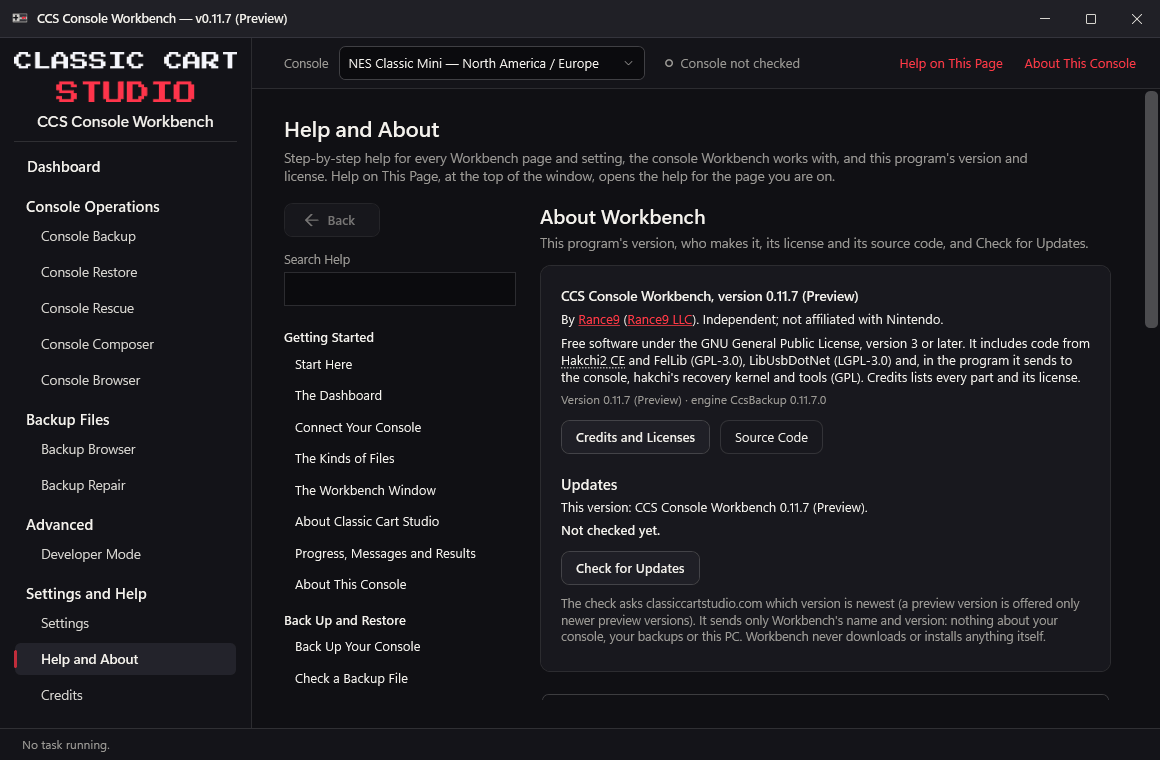 CCS Console Workbench — v0.11.7 (Preview)
CLASSIC CART
STUDIO
CCS Console Workbench
Dashboard
Console Operations
Console Backup
Console Restore
Console Rescue
Console Composer
Console Browser
Backup Files
Backup Browser
Backup Repair
Advanced
Developer Mode
Settings and Help
Settings
Help and About
Credits
Console
NES Classic Mini — North America / Europe
Console not checked
Help on This Page
About This Console
Help and About
Step-by-step help for every Workbench page and setting, the console Workbench works with, and this program's version and
license. Help on This Page, at the top of the window, opens the help for the page you are on.
Back
Search Help
Getting Started
Start Here
The Dashboard
Connect Your Console
The Kinds of Files
The Workbench Window
About Classic Cart Studio
Progress, Messages and Results
About This Console
Back Up and Restore
Back Up Your Console
Check a Backup File
About Workbench
This program's version, who makes it, its license and its source code, and Check for Updates.
CCS Console Workbench, version 0.11.7 (Preview)
By Rance9 (Rance9 LLC). Independent; not affiliated with Nintendo.
Free software under the GNU General Public License, version 3 or later. It includes code from
Hakchi2 CE and FelLib (GPL-3.0), LibUsbDotNet (LGPL-3.0) and, in the program it sends to
the console, hakchi's recovery kernel and tools (GPL). Credits lists every part and its license.
Version 0.11.7 (Preview) · engine CcsBackup 0.11.7.0
Credits and Licenses
Source Code
Updates
This version: CCS Console Workbench 0.11.7 (Preview).
Not checked yet.
Check for Updates
The check asks classiccartstudio.com which version is newest (a preview version is offered only
newer preview versions). It sends only Workbench's name and version: nothing about your
console, your backups or this PC. Workbench never downloads or installs anything itself.
No task running.